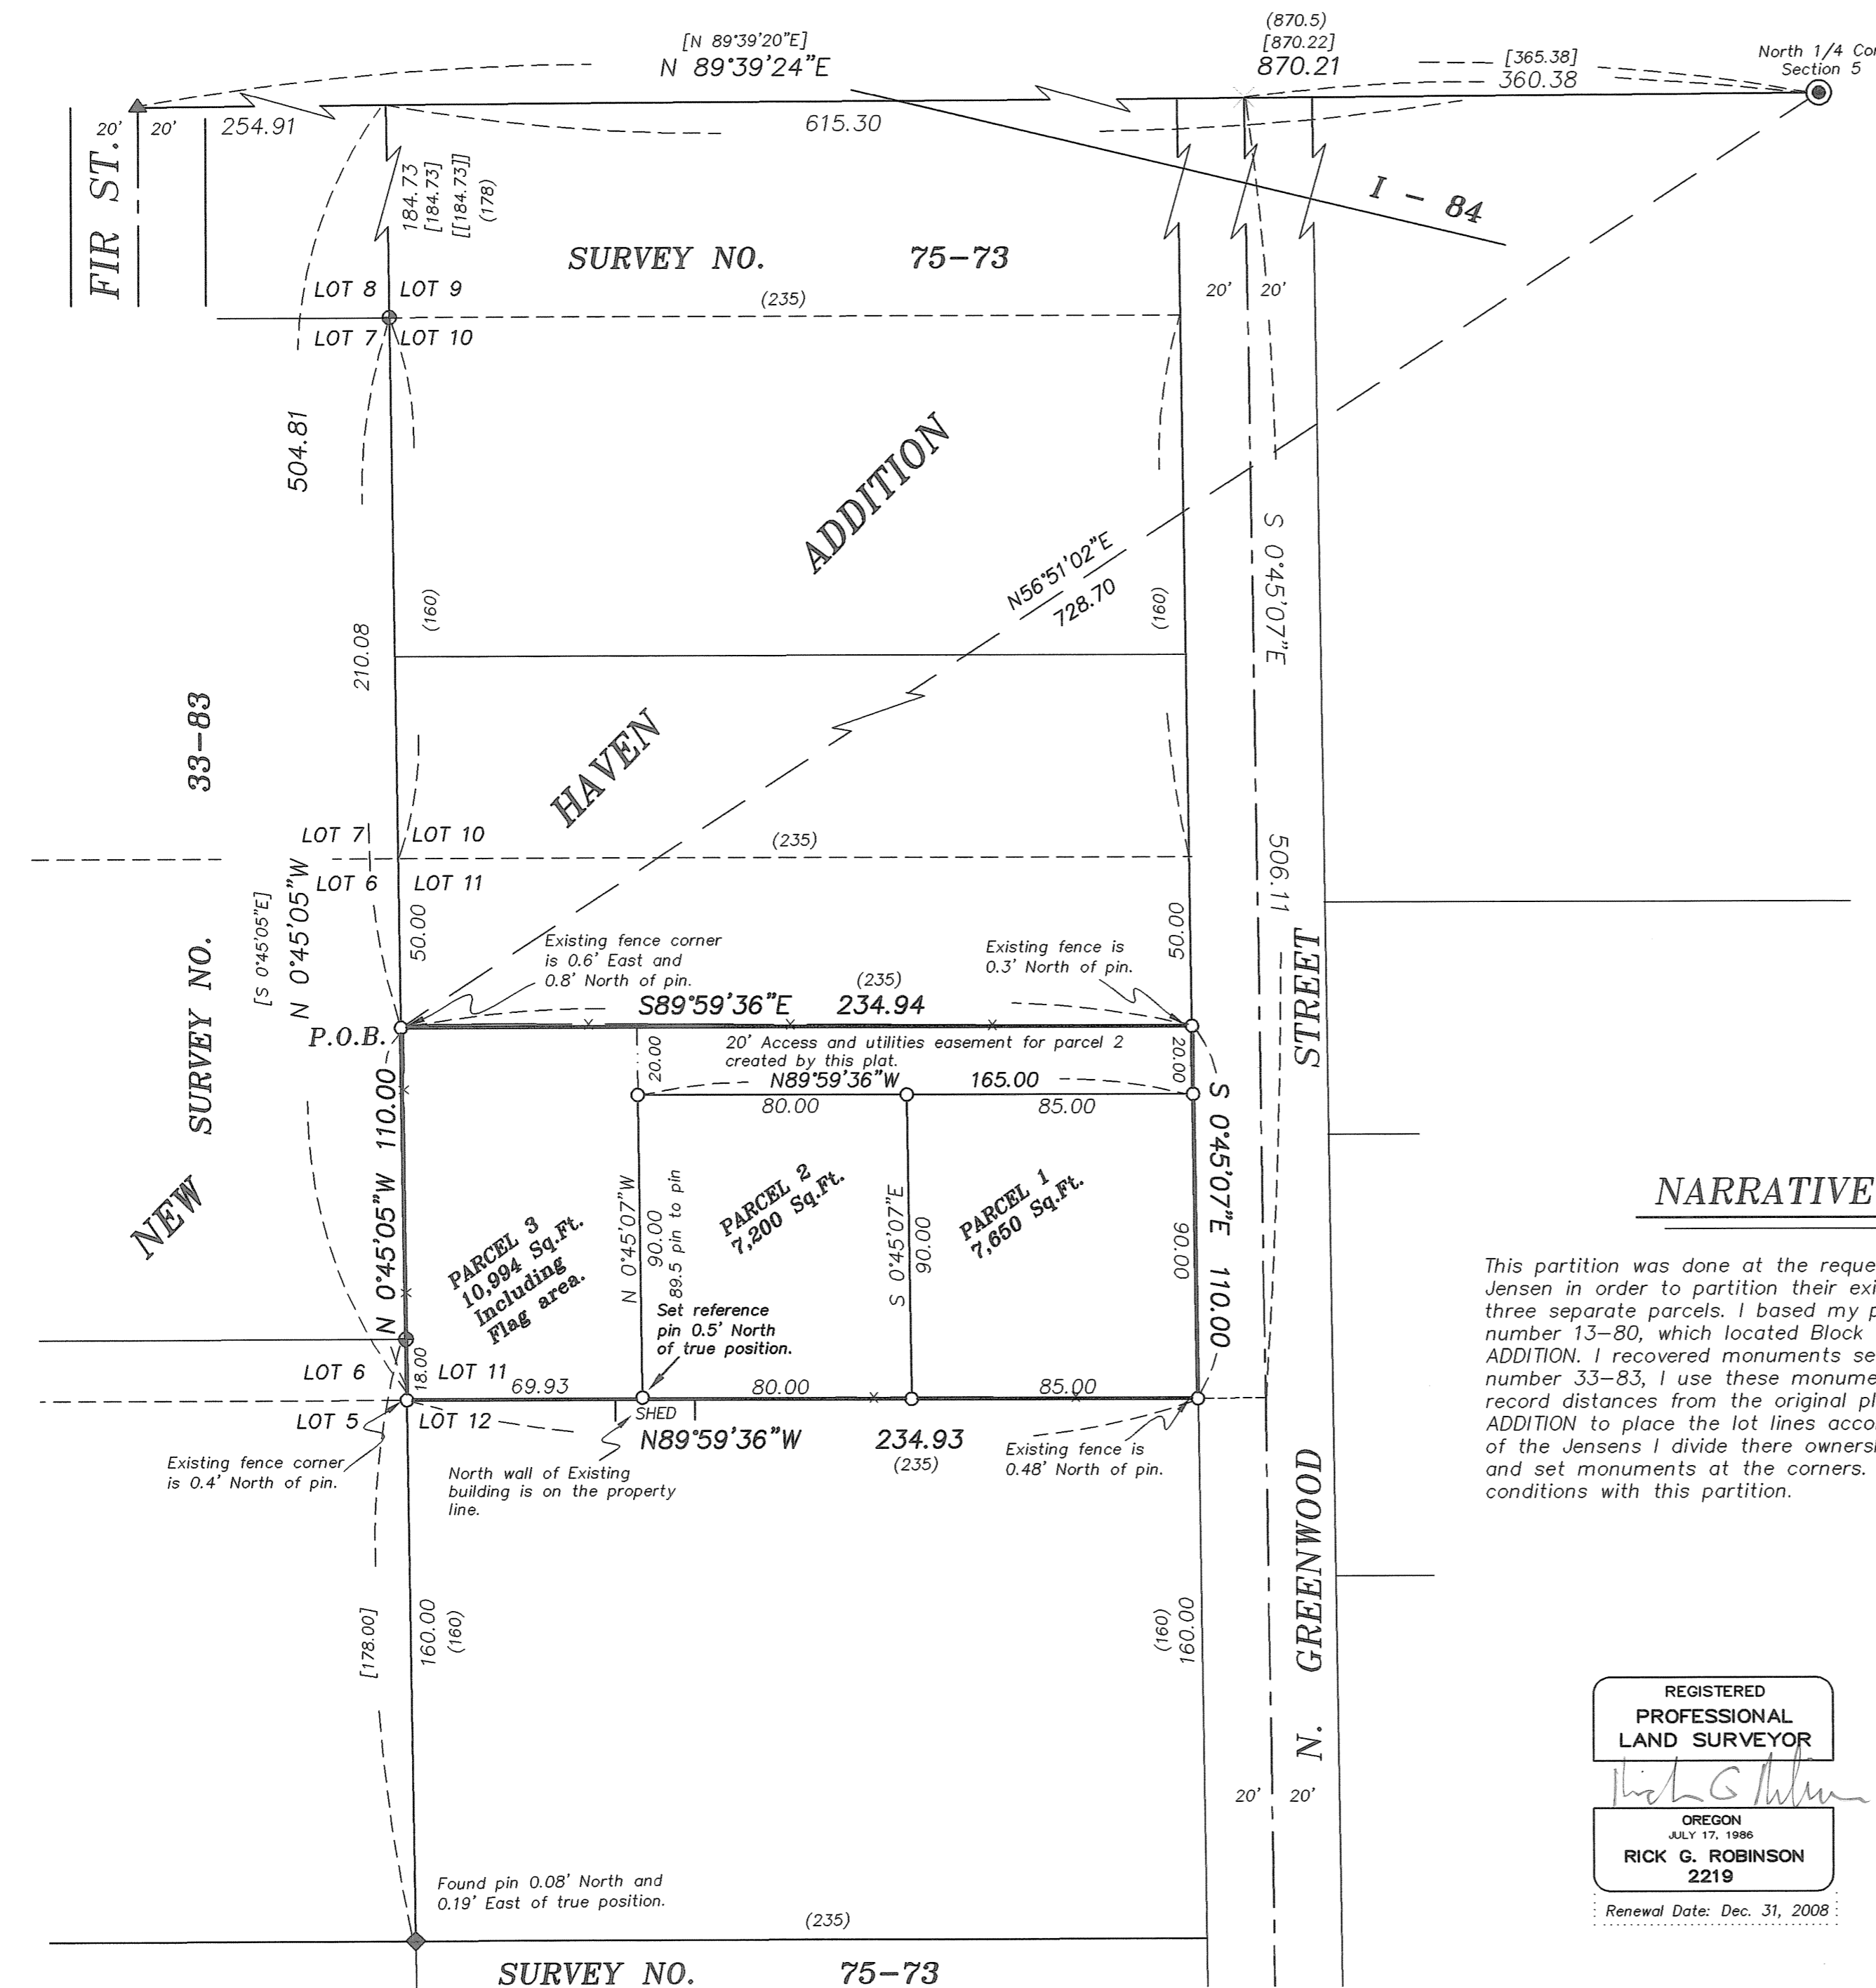 (870.5)
[N 89°39'20"E]
[870.22]
N 89°39'24"E
870.21
[365.38]
360.38
North 1/4 Cor
Section 5
20'
20'
254.91
615.30
FIR ST.
184.73
[184.73]
[[184.73]]
(178)
I - 84
SURVEY NO. 75-73
LOT 8
LOT 9
(235)
20'
20'
LOT 7
LOT 10
504.81
ADDITION
S 0°45'07"E
N56°51'02"E
728.70
(160)
(160)
210.08
33-83
HAVEN
LOT 7
LOT 10
(235)
506.11
LOT 6
LOT 11
[S 0°45'05"E]
N 0°45'05"W
50.00
50.00
SURVEY NO.
Existing fence corner
is 0.6' East and
0.8' North of pin.
Existing fence is
0.3' North of pin.
(235)
S89°59'36"E 234.94
STREET
P.O.B.
20.00
20' Access and utilities easement for parcel 2
created by this plat.
20.00
N89°59'36"W 165.00
80.00
85.00
N 0°45'05"W 110.00
S 0°45'07"E 110.00
NEW
PARCEL 3
10,994 Sq.Ft.
Including
Flag area.
N 0°45'07"W
90.00
89.5 pin to pin
PARCEL 2
7,200 Sq.Ft.
S 0°45'07"E
90.00
PARCEL 1
7,650 Sq.Ft.
90.00
NARRATIVE
This partition was done at the reque
Jensen in order to partition their exi
three separate parcels. I based my p
number 13-80, which located Block
ADDITION. I recovered monuments se
number 33-83, I use these monume
record distances from the original pl
ADDITION to place the lot lines acco
of the Jensens I divide there ownersh
and set monuments at the corners.
conditions with this partition.
Set reference
pin 0.5' North
of true position.
LOT 6
18.00
LOT 11
69.93
80.00
85.00
LOT 5
LOT 12
SHED
N89°59'36"W 234.93
(235)
Existing fence corner
is 0.4' North of pin.
North wall of Existing
building is on the property
line.
Existing fence is
0.48' North of pin.
N. GREENWOOD
[178.00]
160.00
(160)
(160)
160.00
20'
20'
REGISTERED
PROFESSIONAL
LAND SURVEYOR
OREGON
JULY 17, 1986
RICK G. ROBINSON
2219
Renewal Date: Dec. 31, 2008
Found pin 0.08' North and
0.19' East of true position.
(235)
SURVEY NO. 75-73